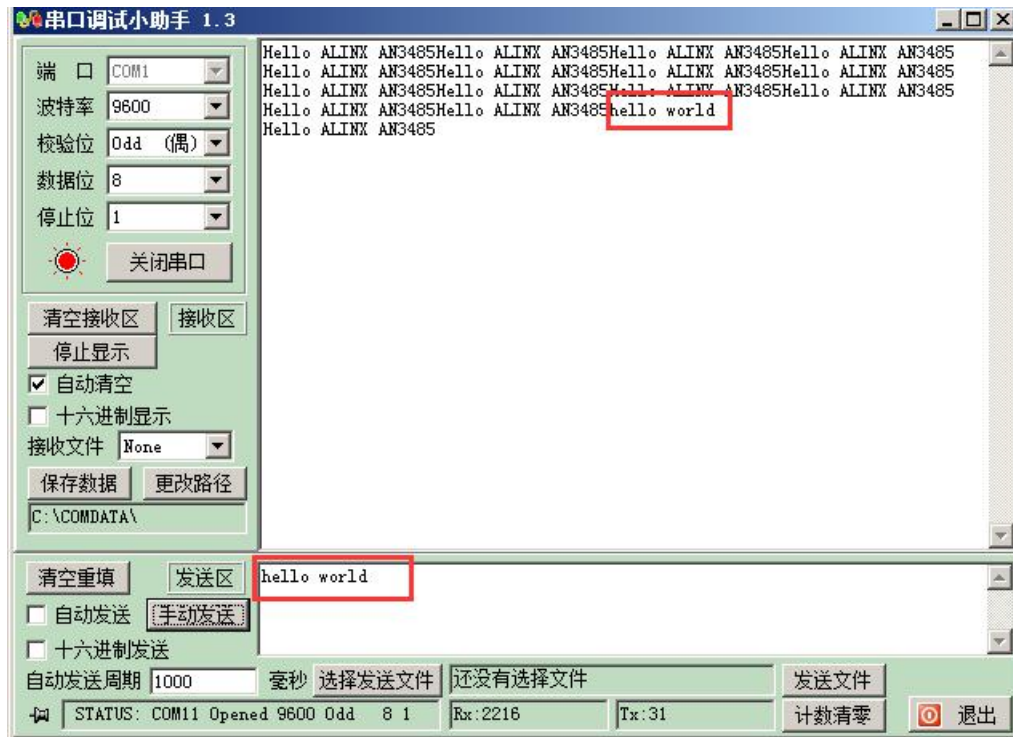 串口调试小助手 1.3
端 口 COM1
波特率 9600
校验位 Odd (偶)
数据位 8
停止位 1
关闭串口
清空接收区 接收区
停止显示
自动清空
十六进制显示
接收文件 None
保存数据 更改路径
C:\COMDATA\
Hello ALINX AN3485Hello ALINX AN3485Hello ALINX AN3485Hello ALINX AN3485
Hello ALINX AN3485Hello ALINX AN3485Hello ALINX AN3485Hello ALINX AN3485
Hello ALINX AN3485Hello ALINX AN3485Hello ALINX AN3485Hello ALINX AN3485
Hello ALINX AN3485Hello ALINX AN3485hello world
Hello ALINX AN3485
清空重填 发送区
hello world
自动发送 手动发送
十六进制发送
自动发送周期 1000 毫秒 选择发送文件 还没有选择文件 发送文件
STATUS: COM11 Opened 9600 Odd 8 1 Rx:2216 Tx:31 计数清零 退出